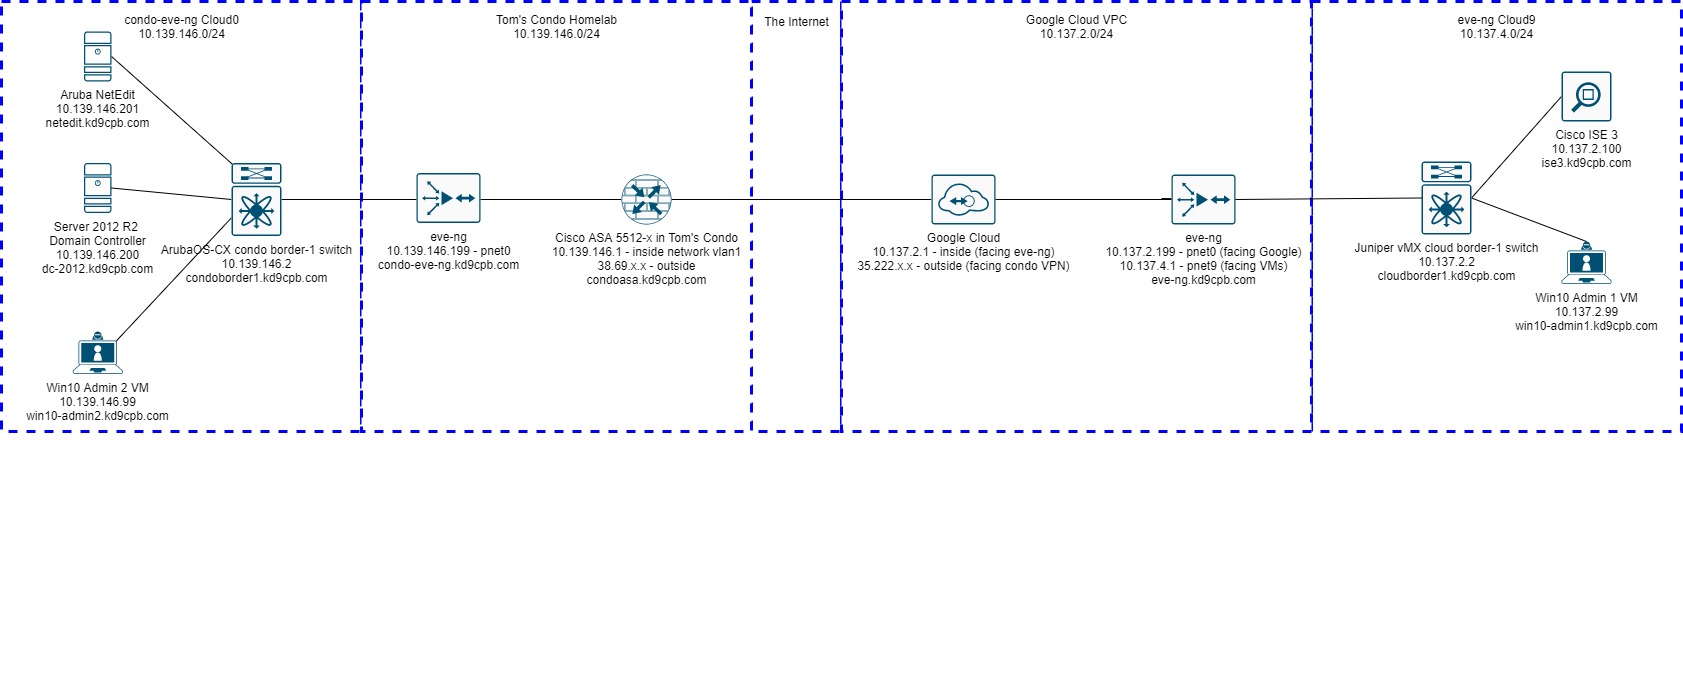 condo-eve-ng Cloud0
10.139.146.0/24
Aruba NetEdit
10.139.146.201
netedit.kd9cpb.com
Server 2012 R2
Domain Controller
10.139.146.200
dc-2012.kd9cpb.com
ArubaOS-CX condo border-1 switch
10.139.146.2
condoborder1.kd9cpb.com
Win10 Admin 2 VM
10.139.146.99
win10-admin2.kd9cpb.com
Tom's Condo Homelab
10.139.146.0/24
eve-ng
10.139.146.199 - pnet0
condo-eve-ng.kd9cpb.com
Cisco ASA 5512-x in Tom's Condo
10.139.146.1 - inside network vlan1
38.69.x.x - outside
condoasa.kd9cpb.com
The Internet
Google Cloud VPC
10.137.2.0/24
Google Cloud
10.137.2.1 - inside (facing eve-ng)
35.222.x.x - outside (facing condo VPN)
eve-ng
10.137.2.199 - pnet0 (facing Google)
10.137.4.1 - pnet9 (facing VMs)
eve-ng.kd9cpb.com
eve-ng Cloud9
10.137.4.0/24
Cisco ISE 3
10.137.2.100
ise3.kd9cpb.com
Juniper vMX cloud border-1 switch
10.137.2.2
cloudborder1.kd9cpb.com
Win10 Admin 1 VM
10.137.2.99
win10-admin1.kd9cpb.com